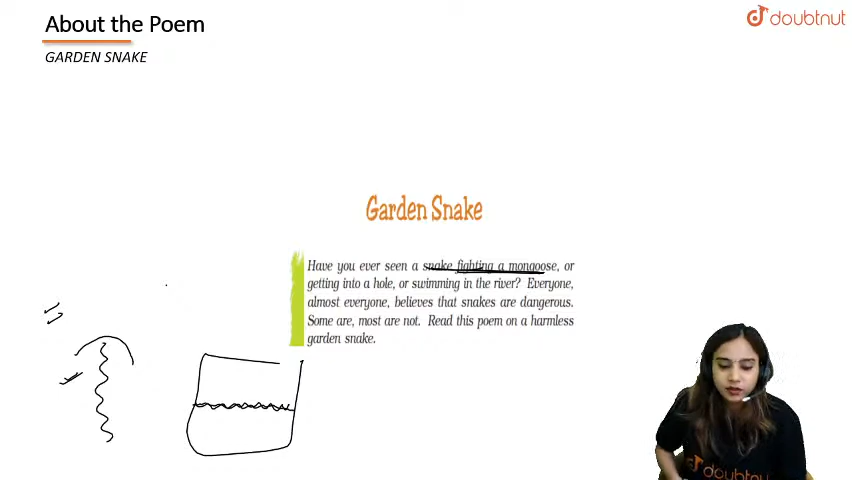 About the Poem
doubtnut
GARDEN SNAKE
Garden Snake
Have you ever seen a snake fighting a mongoose, or
getting into a hole, or swimming in the river? Everyone,
almost everyone, believes that snakes are dangerous.
Some are, most are not. Read this poem on a harmless
garden snake.
doubtnut